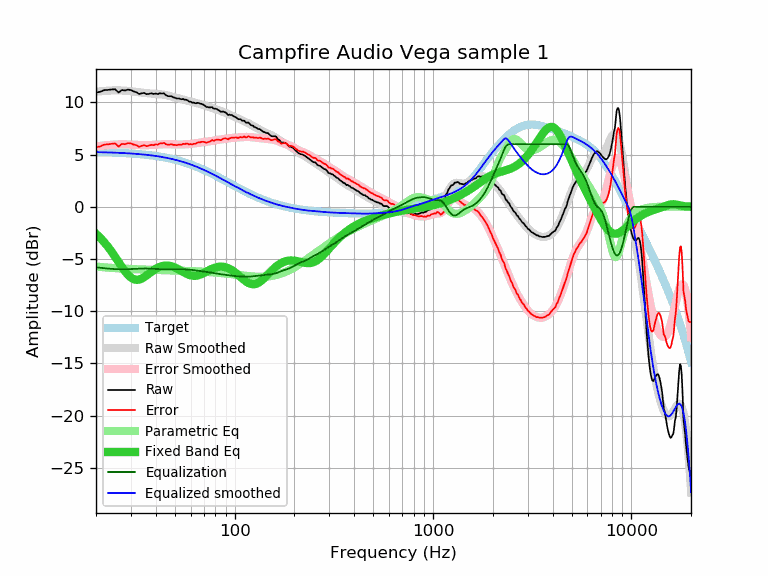 Campfire Audio Vega sample 1
Amplitude (dBr)
10
5
0
−5
−10
−15
−20
−25
Target
Raw Smoothed
Error Smoothed
Raw
Error
Parametric Eq
Fixed Band Eq
Equalization
Equalized smoothed
100
1000
10000
Frequency (Hz)